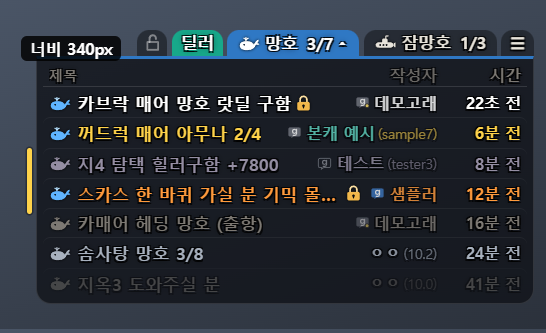 너비 340px
딜러 망호 3/7 잠망호 1/3
제목 작성자 시간
카브락 매어 망호 랏딜 구함 데모고래 22초 전
꺼드럭 매어 아무나 2/4 본캐 예시 (sample7) 6분 전
지4 탐택 힐러구함 +7800 테스트 (tester3) 8분 전
스카스 한 바퀴 가실 분 기믹 몰... 샘플러 12분 전
카매어 헤딩 망호 (출항) 데모고래 16분 전
솜사탕 망호 3/8 ㅇㅇ (10.2) 24분 전
지옥3 도와주실 분 ㅇㅇ (10.0) 41분 전